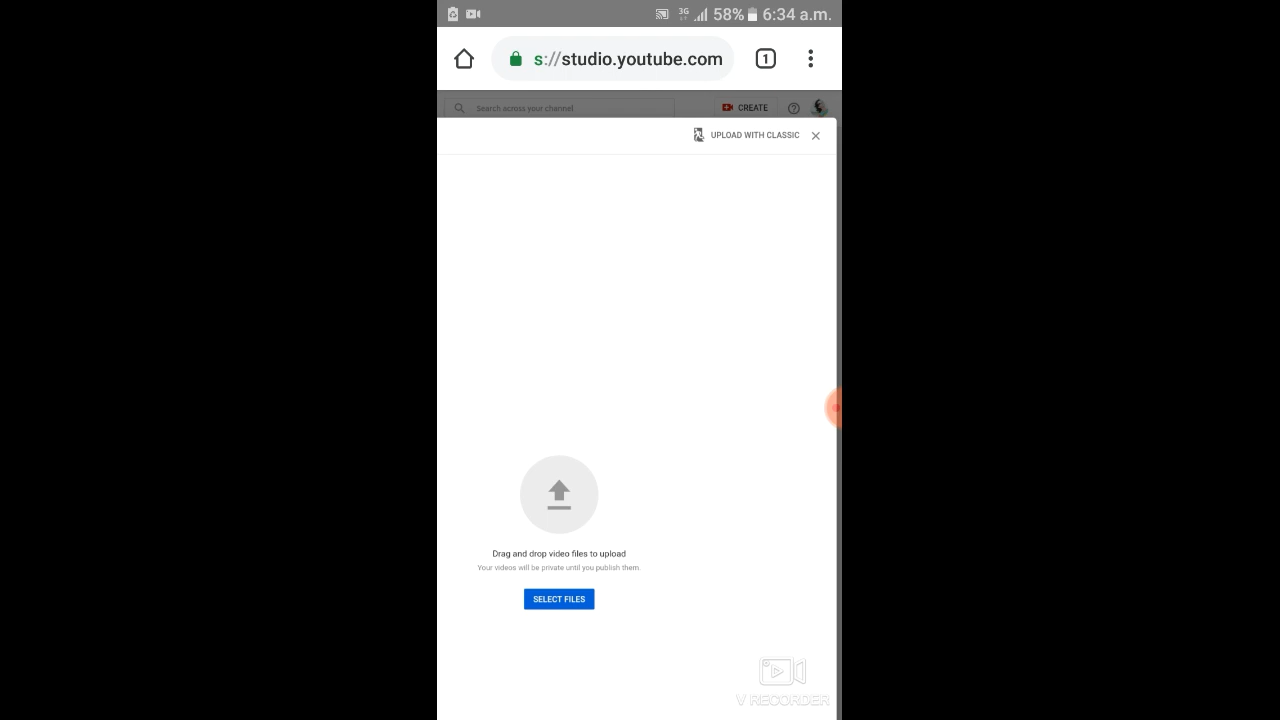 3G 58% 6:34 a.m.
s://studio.youtube.com 1
Search across your channel CREATE
UPLOAD WITH CLASSIC
Drag and drop video files to upload
Your videos will be private until you publish them.
SELECT FILES
V RECORDER